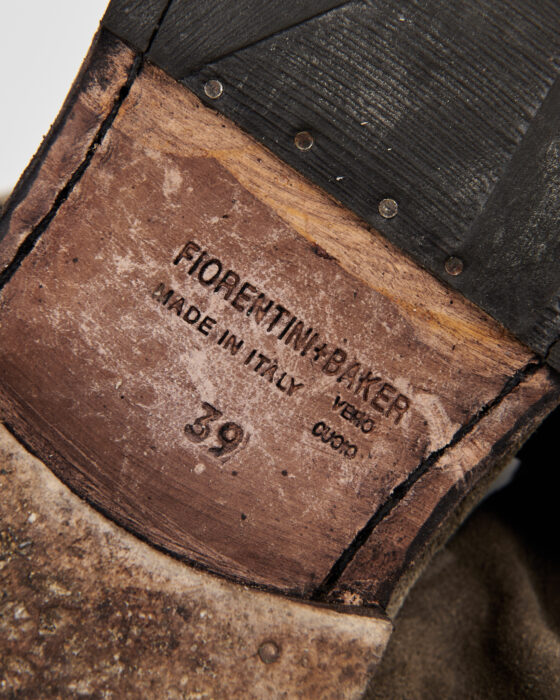 FIORENTINI+BAKER
MADE IN ITALY
VERO
CUOIO
39